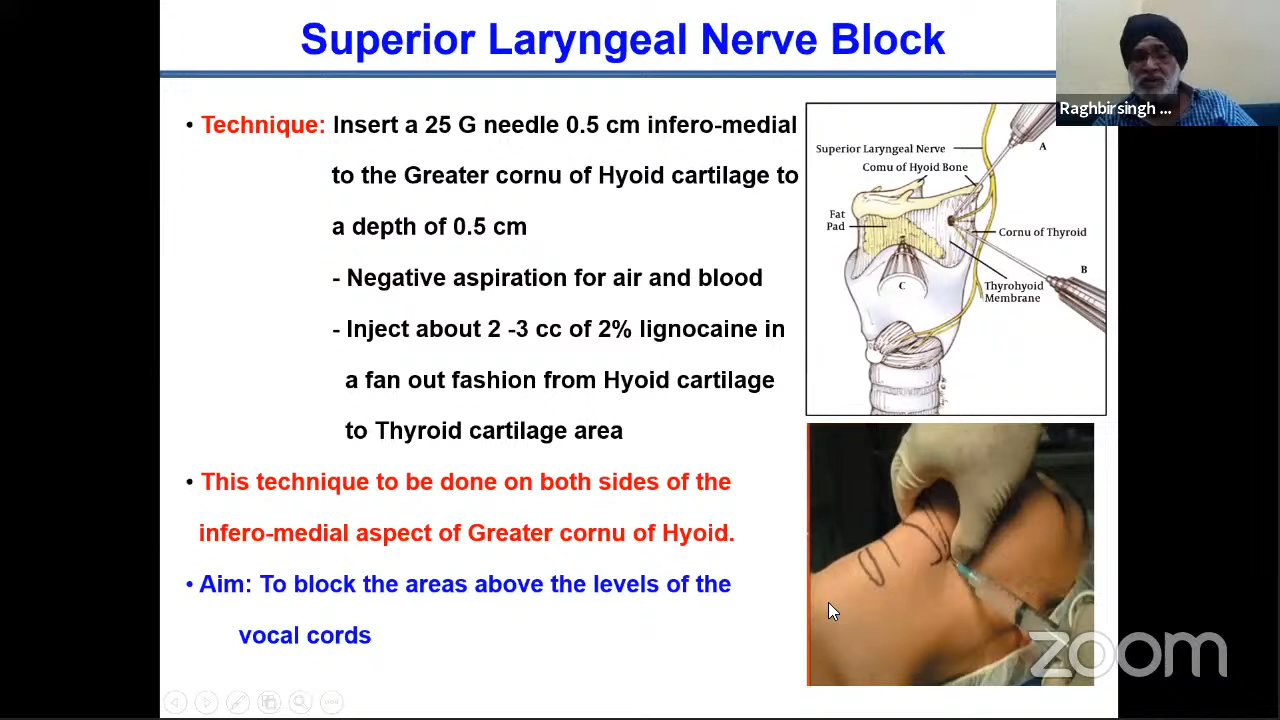 Superior Laryngeal Nerve Block
Raghbirsingh ...
• Technique: Insert a 25 G needle 0.5 cm infero-medial
to the Greater cornu of Hyoid cartilage to
a depth of 0.5 cm
- Negative aspiration for air and blood
- Inject about 2 -3 cc of 2% lignocaine in
a fan out fashion from Hyoid cartilage
to Thyroid cartilage area
• This technique to be done on both sides of the
infero-medial aspect of Greater cornu of Hyoid.
• Aim: To block the areas above the levels of the
vocal cords
A
Superior Laryngeal Nerve
Cornu of Hyoid Bone
Fat
Pad
Cornu of Thyroid
B
C
Thyrohyoid
Membrane
zoom